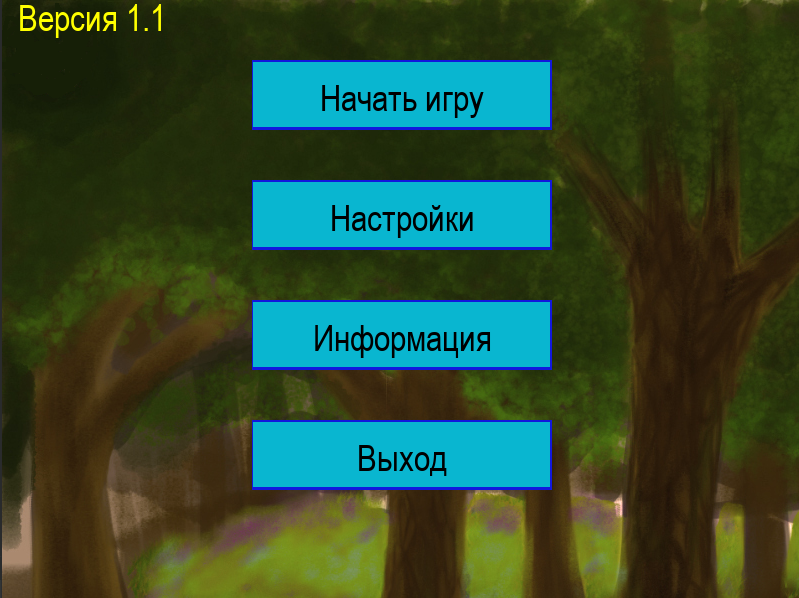 Версия 1.1
Начать игру
Настройки
Информация
Выход